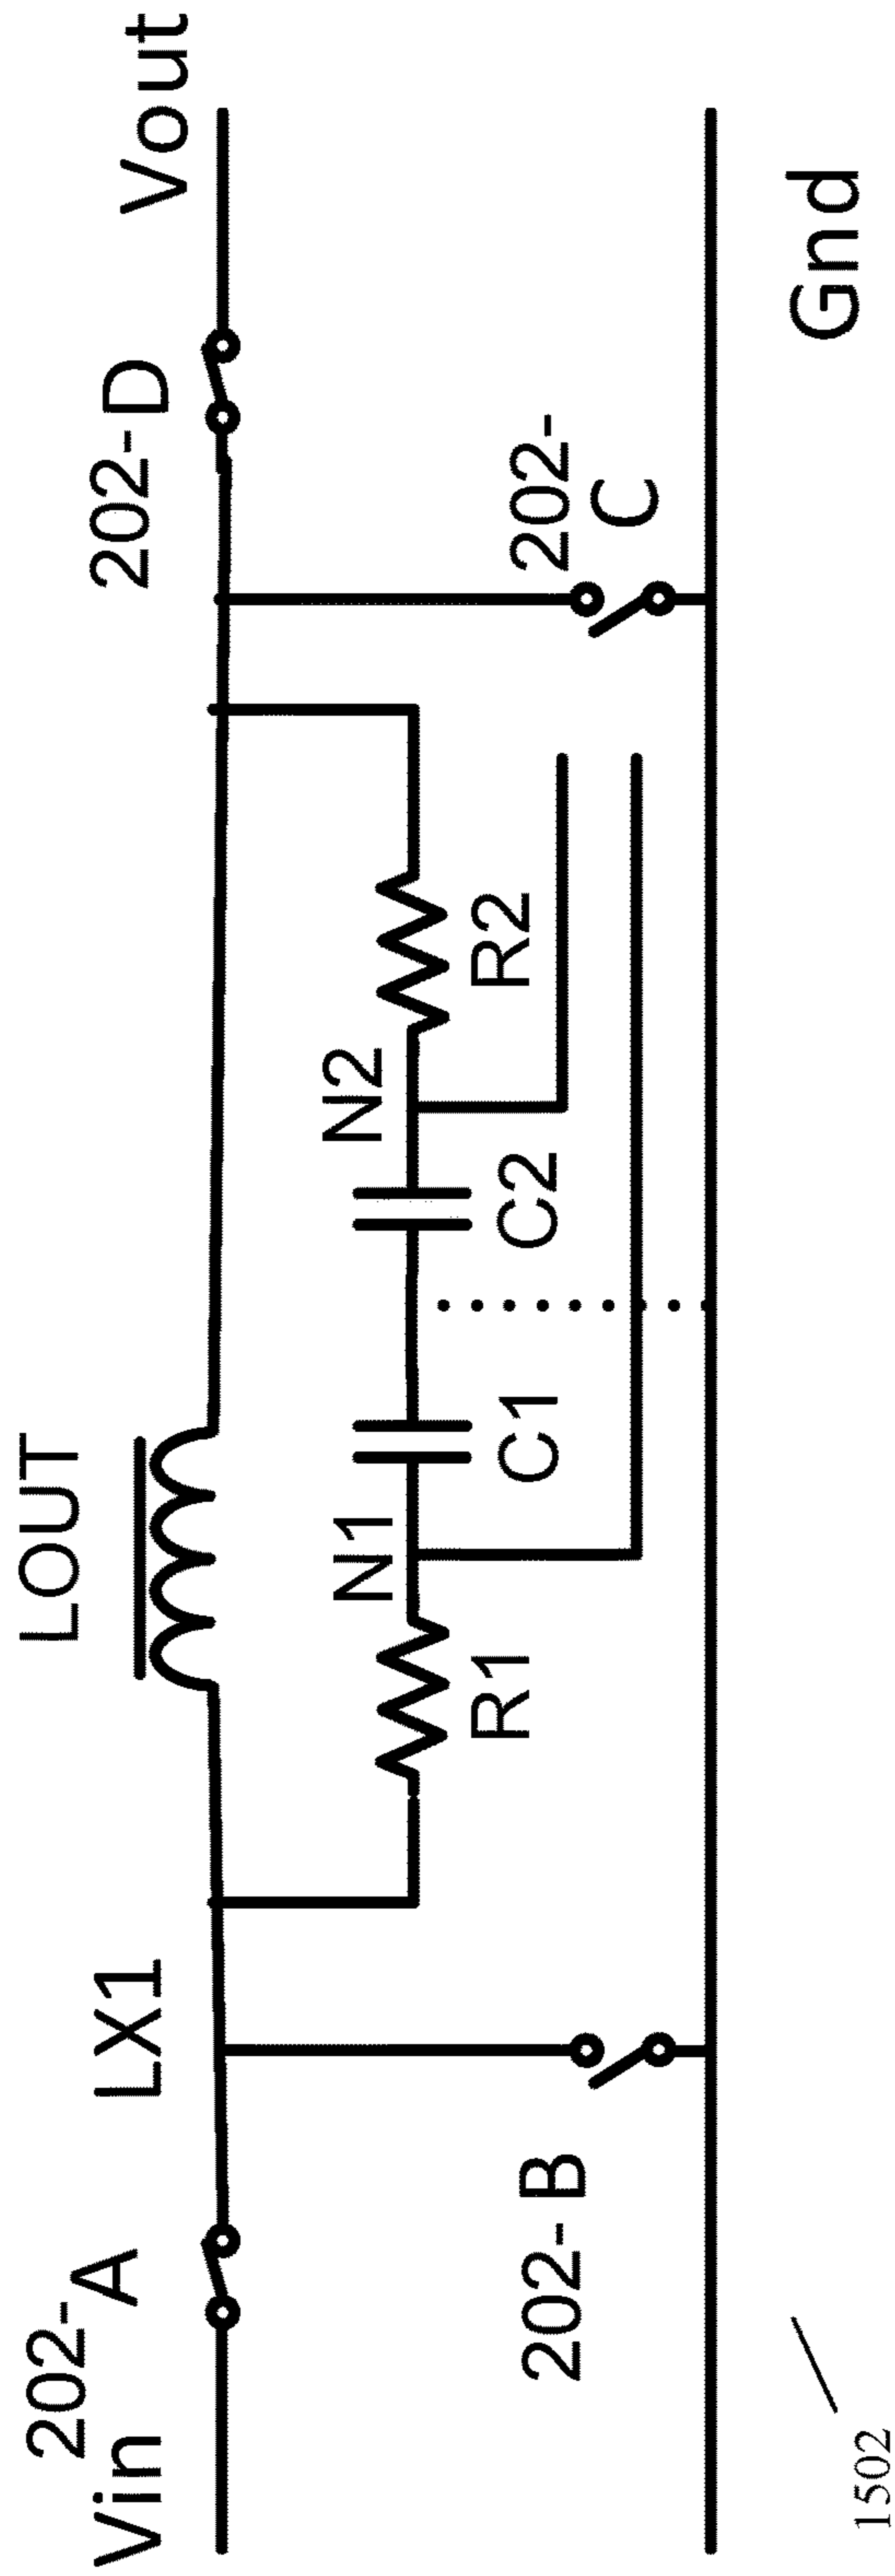 LOUT
202-
A
Vin
LX1
202-D
Vout
N1
N2
R1
C1
C2
R2
202-B
202-
C
Gnd
1502